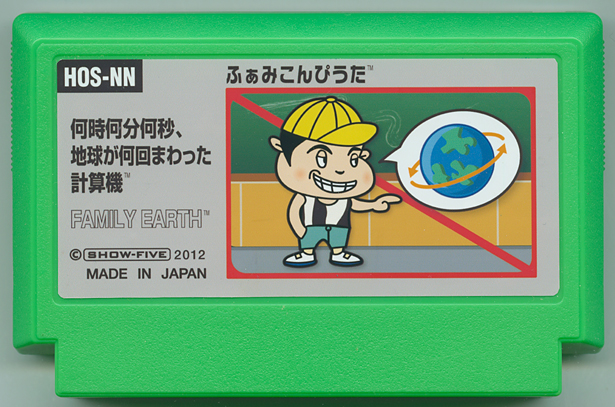 HOS-NN
ふぁみこんぴうた™
何時何分何秒、
地球が何回まわった
計算機™
FAMILY EARTH™
© SHOW-FIVE 2012
MADE IN JAPAN